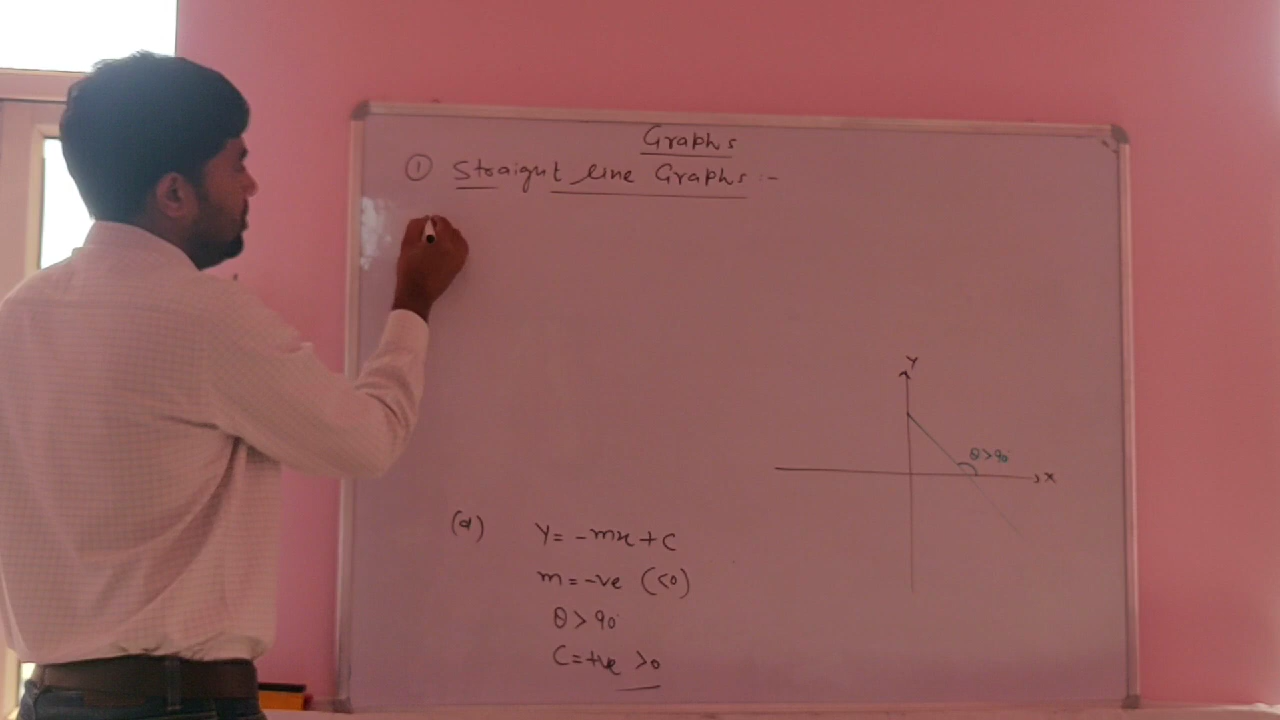 Graphs
① Straight line Graphs :-
Y
θ>90°
X
(d) Y = -mx + C
m = -ve (<0)
θ > 90°
C = +ve >0